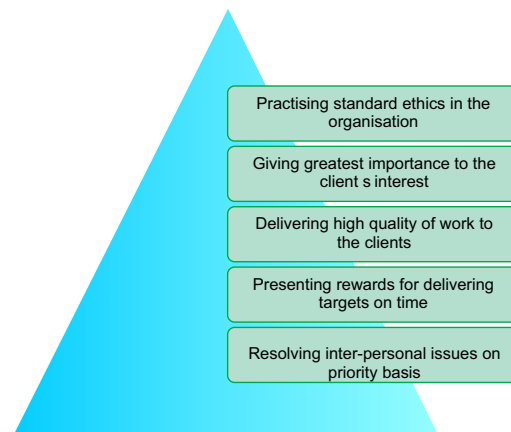 Practising standard ethics in the
organisation
Giving greatest importance to the
client s interest
Delivering high quality of work to
the clients
Presenting rewards for delivering
targets on time
Resolving inter-personal issues on
priority basis